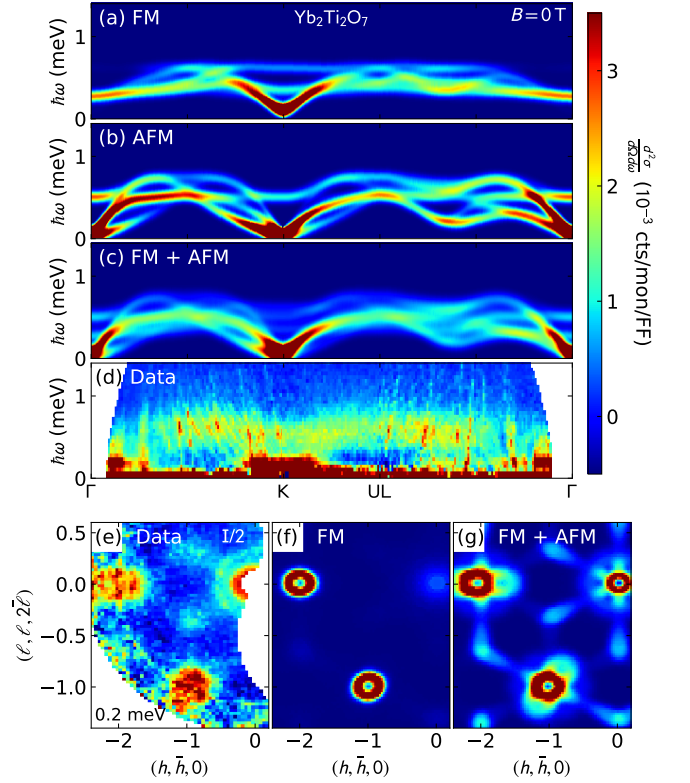 (a) FM Yb₂Ti₂O₇ B = 0 T
1
0
ħω (meV)
(b) AFM
1
0
ħω (meV)
(c) FM + AFM
1
0
ħω (meV)
(d) Data
1
0
ħω (meV)
Γ K UL Γ
3
2
1
0
d²σ/dΩdω (10⁻³ cts/mon/FF)
(e) Data I/2
(f) FM
(g) FM + AFM
0.5
0.0
−0.5
−1.0
(ℓ, ℓ, 2ℓ̄)
0.2 meV
−2 −1 0 −2 −1 0 −2 −1 0
(h, h̄, 0) (h, h̄, 0) (h, h̄, 0)